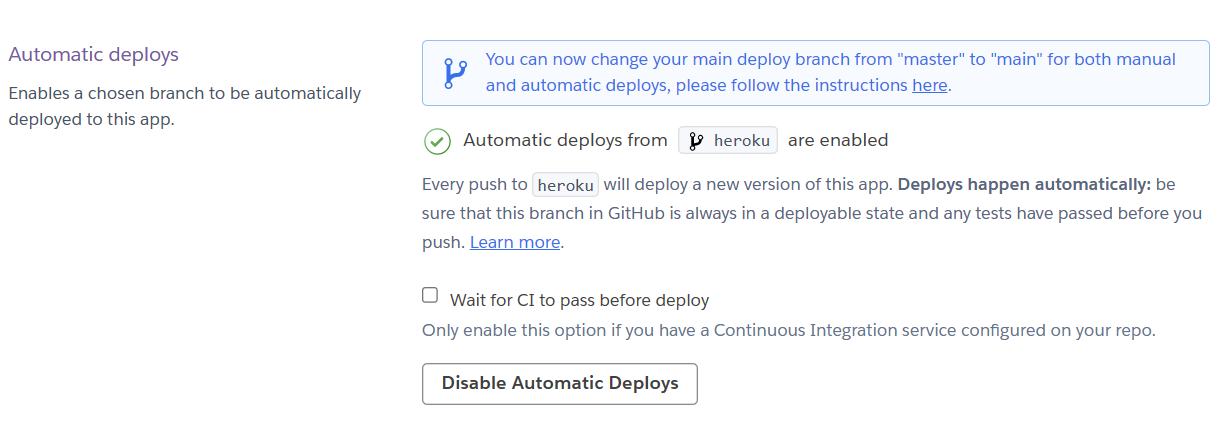 Automatic deploys
Enables a chosen branch to be automatically
deployed to this app.
You can now change your main deploy branch from "master" to "main" for both manual
and automatic deploys, please follow the instructions here.
Automatic deploys from heroku are enabled
Every push to heroku will deploy a new version of this app. Deploys happen automatically: be
sure that this branch in GitHub is always in a deployable state and any tests have passed before you
push. Learn more.
Wait for CI to pass before deploy
Only enable this option if you have a Continuous Integration service configured on your repo.
Disable Automatic Deploys